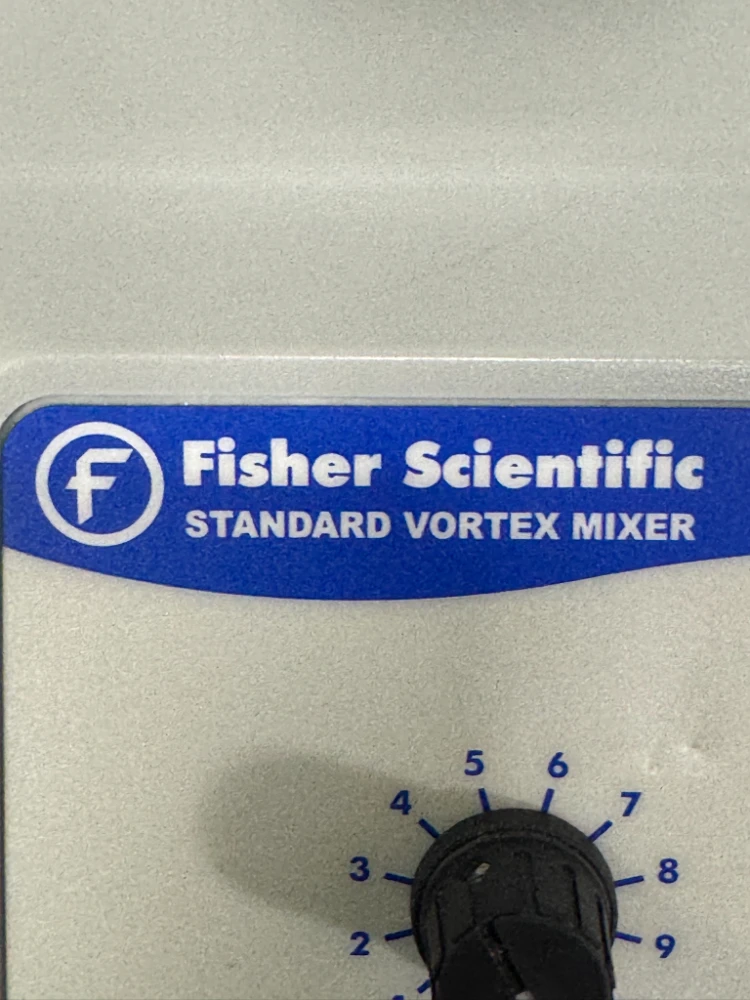 F Fisher Scientific
STANDARD VORTEX MIXER
5 6
4 7
3 8
2 9